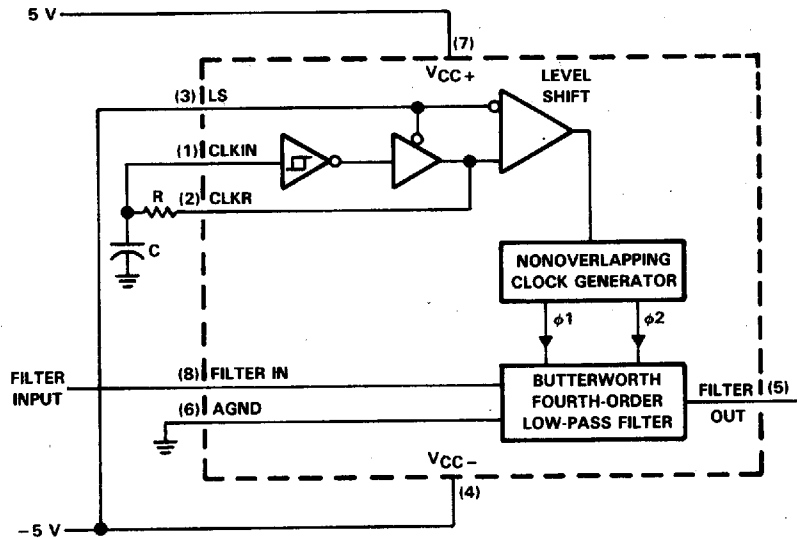 5 V
(7)
VCC+
LEVEL
SHIFT
(3) LS
(1) CLKIN
R
(2) CLKR
C
NONOVERLAPPING
CLOCK GENERATOR
φ1
φ2
FILTER
INPUT
(8) FILTER IN
(6) AGND
BUTTERWORTH
FOURTH-ORDER
LOW-PASS FILTER
FILTER
OUT
(5)
VCC−
(4)
−5 V